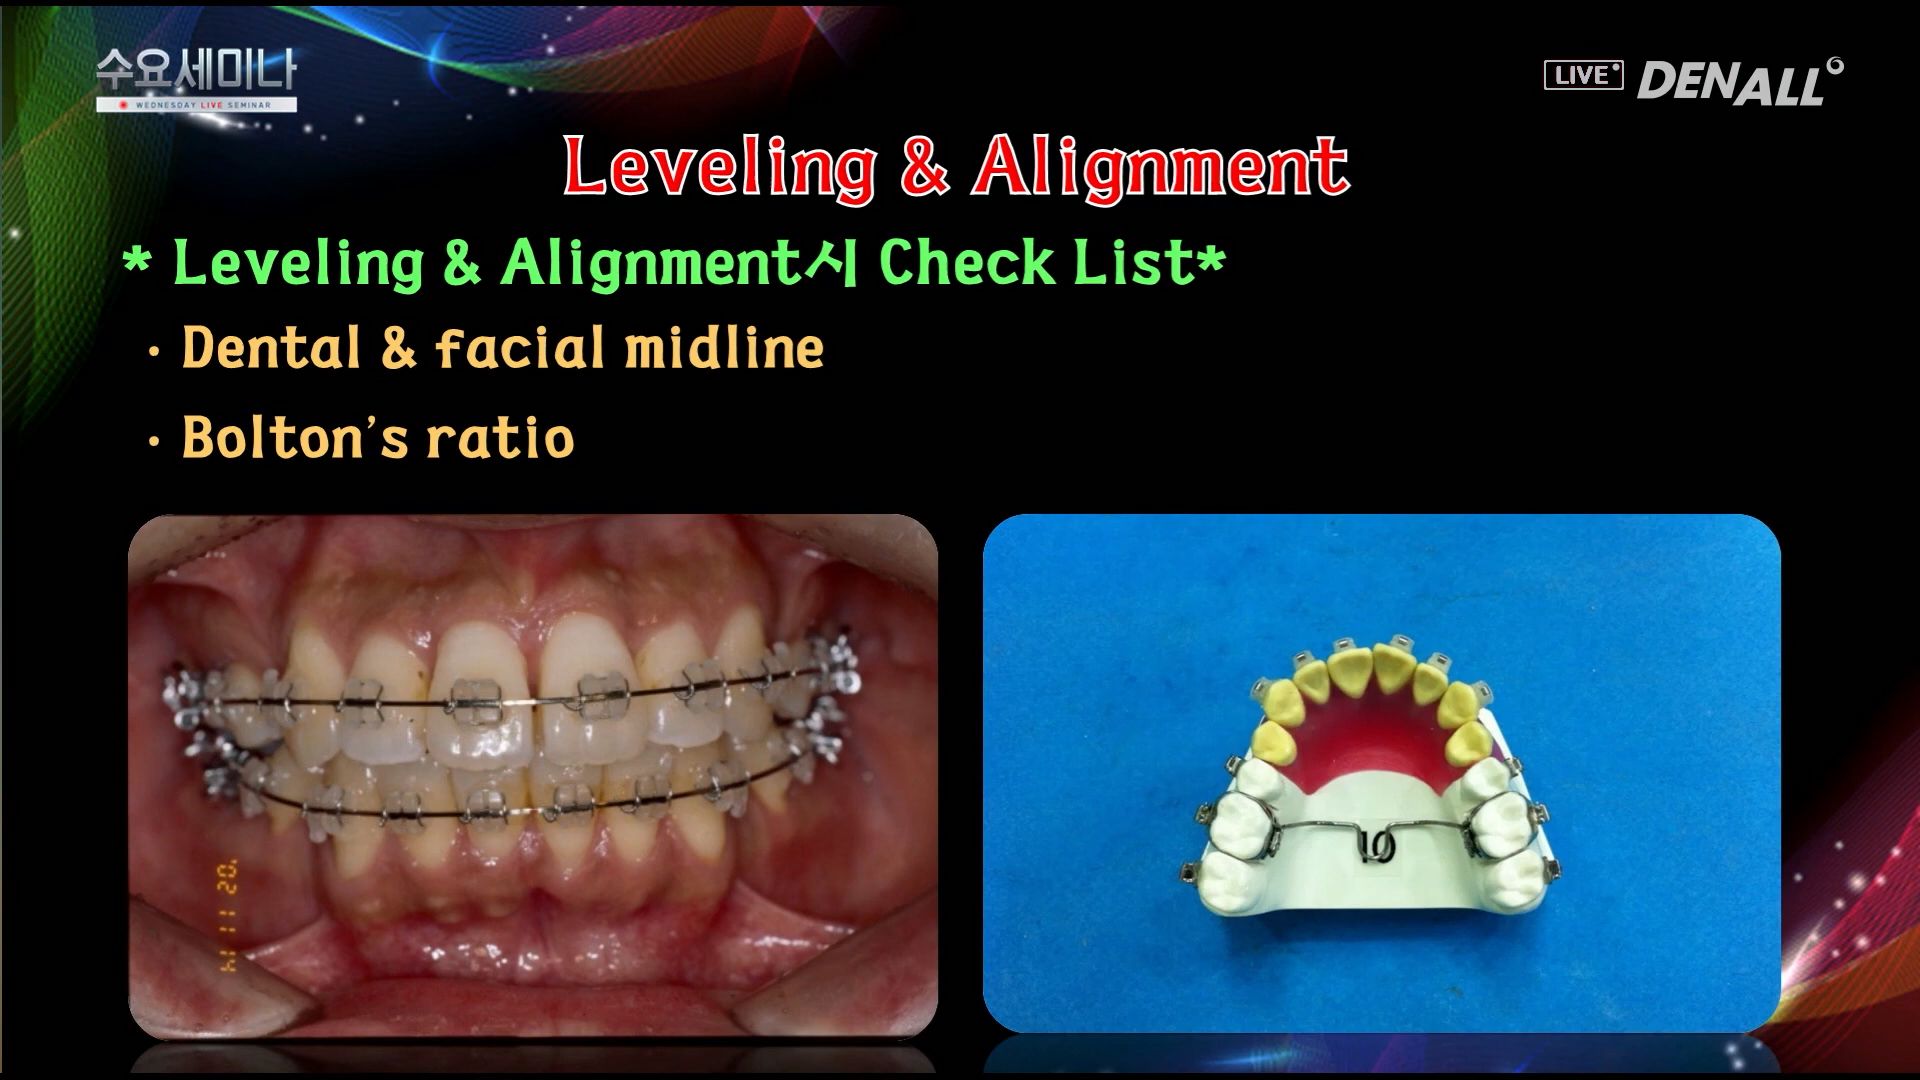 수요세미나
WEDNESDAY LIVE SEMINAR
LIVE DENALL
Leveling & Alignment
* Leveling & Alignment시 Check List*
· Dental & facial midline
· Bolton's ratio
10